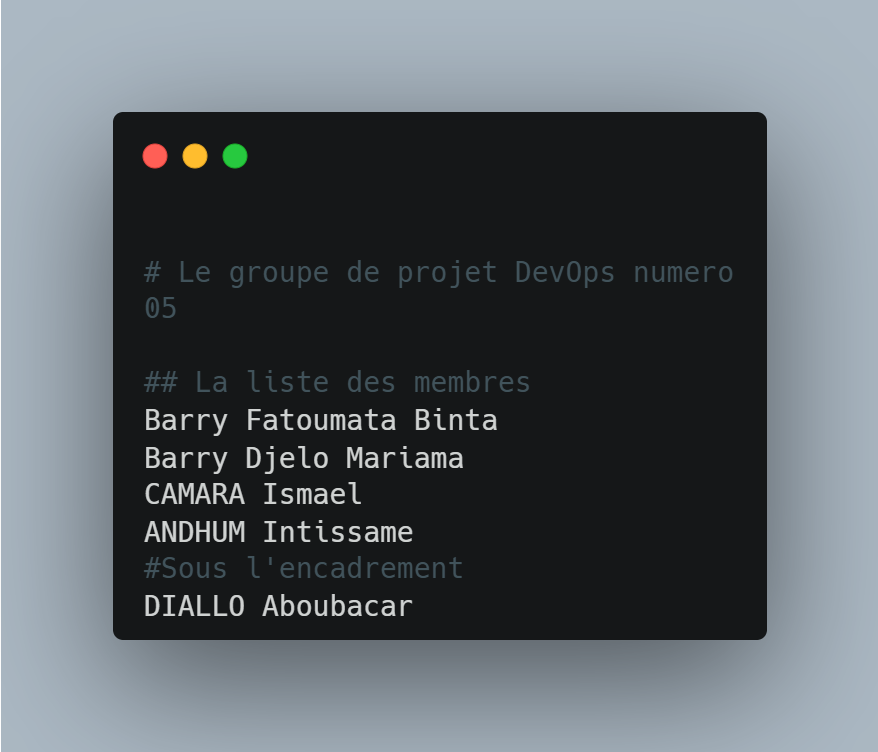 # Le groupe de projet DevOps numero
05
## La liste des membres
Barry Fatoumata Binta
Barry Djelo Mariama
CAMARA Ismael
ANDHUM Intissame
#Sous l'encadrement
DIALLO Aboubacar